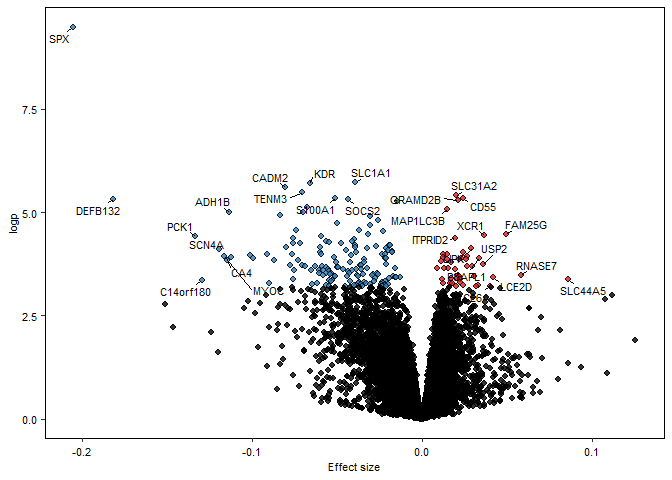 SPX
7.5
CADM2
KDR
SLC1A1
SLC31A2
TENM3
GRAMD2B
ADH1B
S100A1
SOCS2
CD55
DEFB132
5.0
MAP1LC3B
XCR1
FAM25G
PCK1
ITPRID2
SCN4A
USP2
RNASE7
CA4
LCE2D
C14orf180
MYOC
SLC44A5
logp
2.5
0.0
-0.2
-0.1
0.0
0.1
Effect size